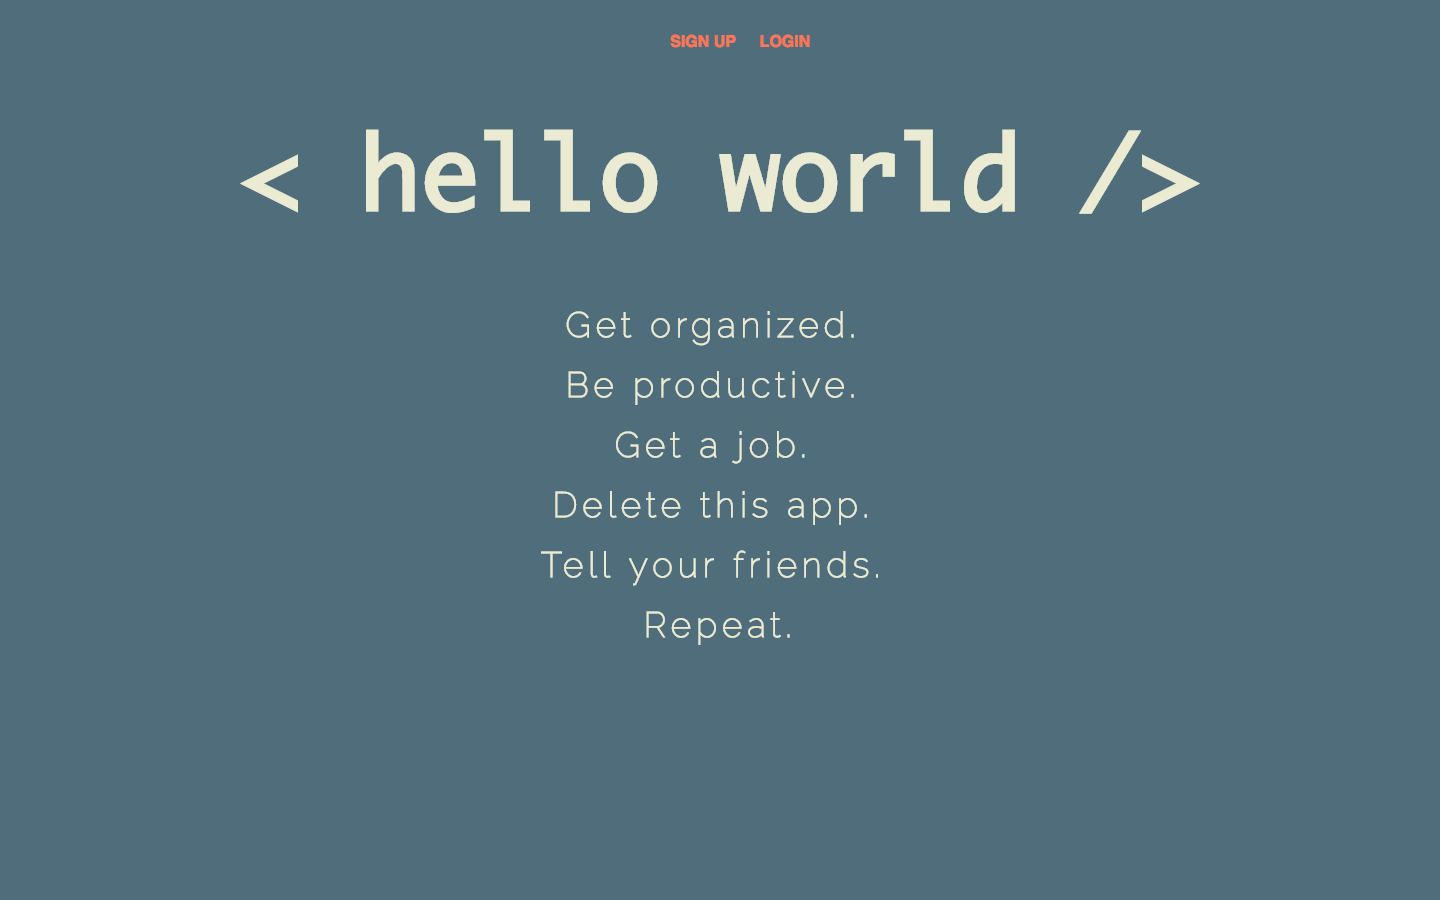 SIGN UP LOGIN
< hello world />
Get organized.
Be productive.
Get a job.
Delete this app.
Tell your friends.
Repeat.